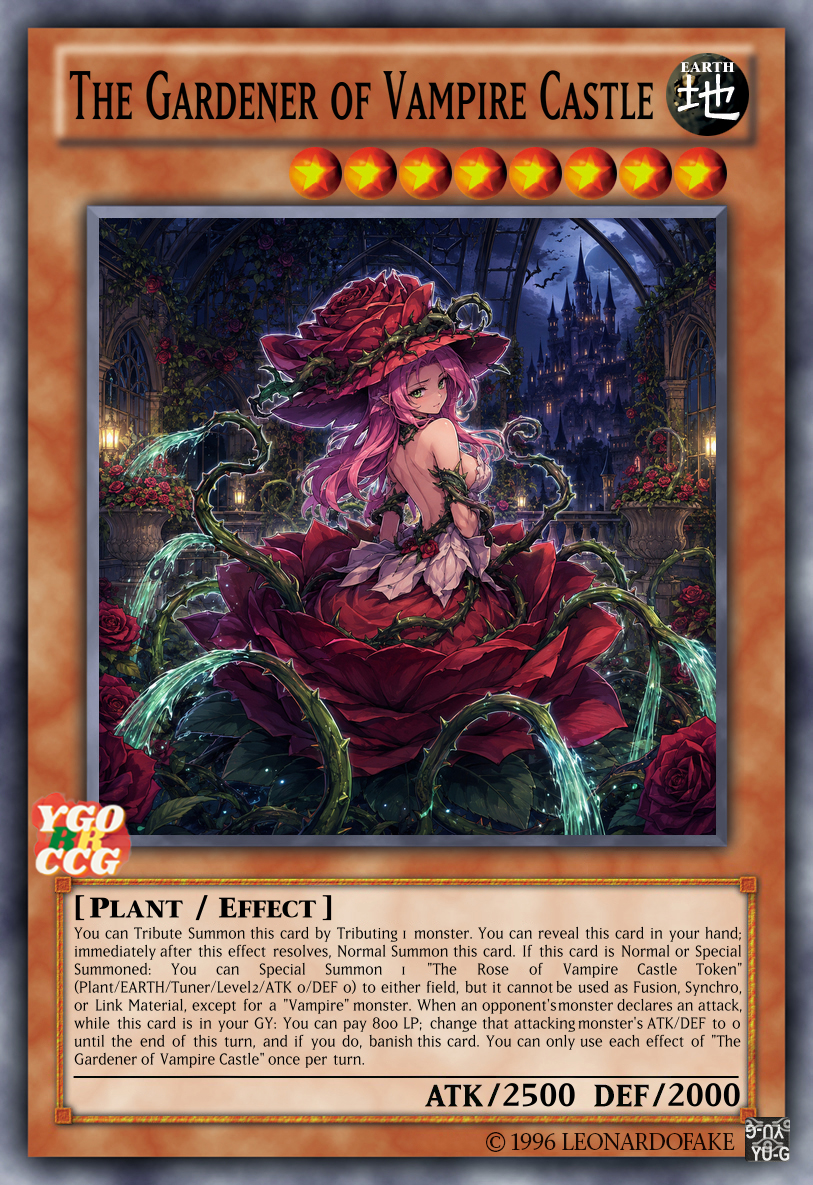 THE GARDENER OF VAMPIRE CASTLE
EARTH
地
YGO
RR
CCG
[ PLANT / EFFECT ]
You can Tribute Summon this card by Tributing 1 monster. You can reveal this card in your hand;
immediately after this effect resolves, Normal Summon this card. If this card is Normal or Special
Summoned: You can Special Summon 1 "The Rose of Vampire Castle Token"
(Plant/EARTH/Tuner/Level2/ATK 0/DEF 0) to either field, but it cannot be used as Fusion, Synchro,
or Link Material, except for a "Vampire" monster. When an opponent's monster declares an attack,
while this card is in your GY: You can pay 800 LP; change that attacking monster's ATK/DEF to 0
until the end of this turn, and if you do, banish this card. You can only use each effect of "The
Gardener of Vampire Castle" once per turn.
ATK/2500 DEF/2000
© 1996 LEONARDOFAKE
YU-G